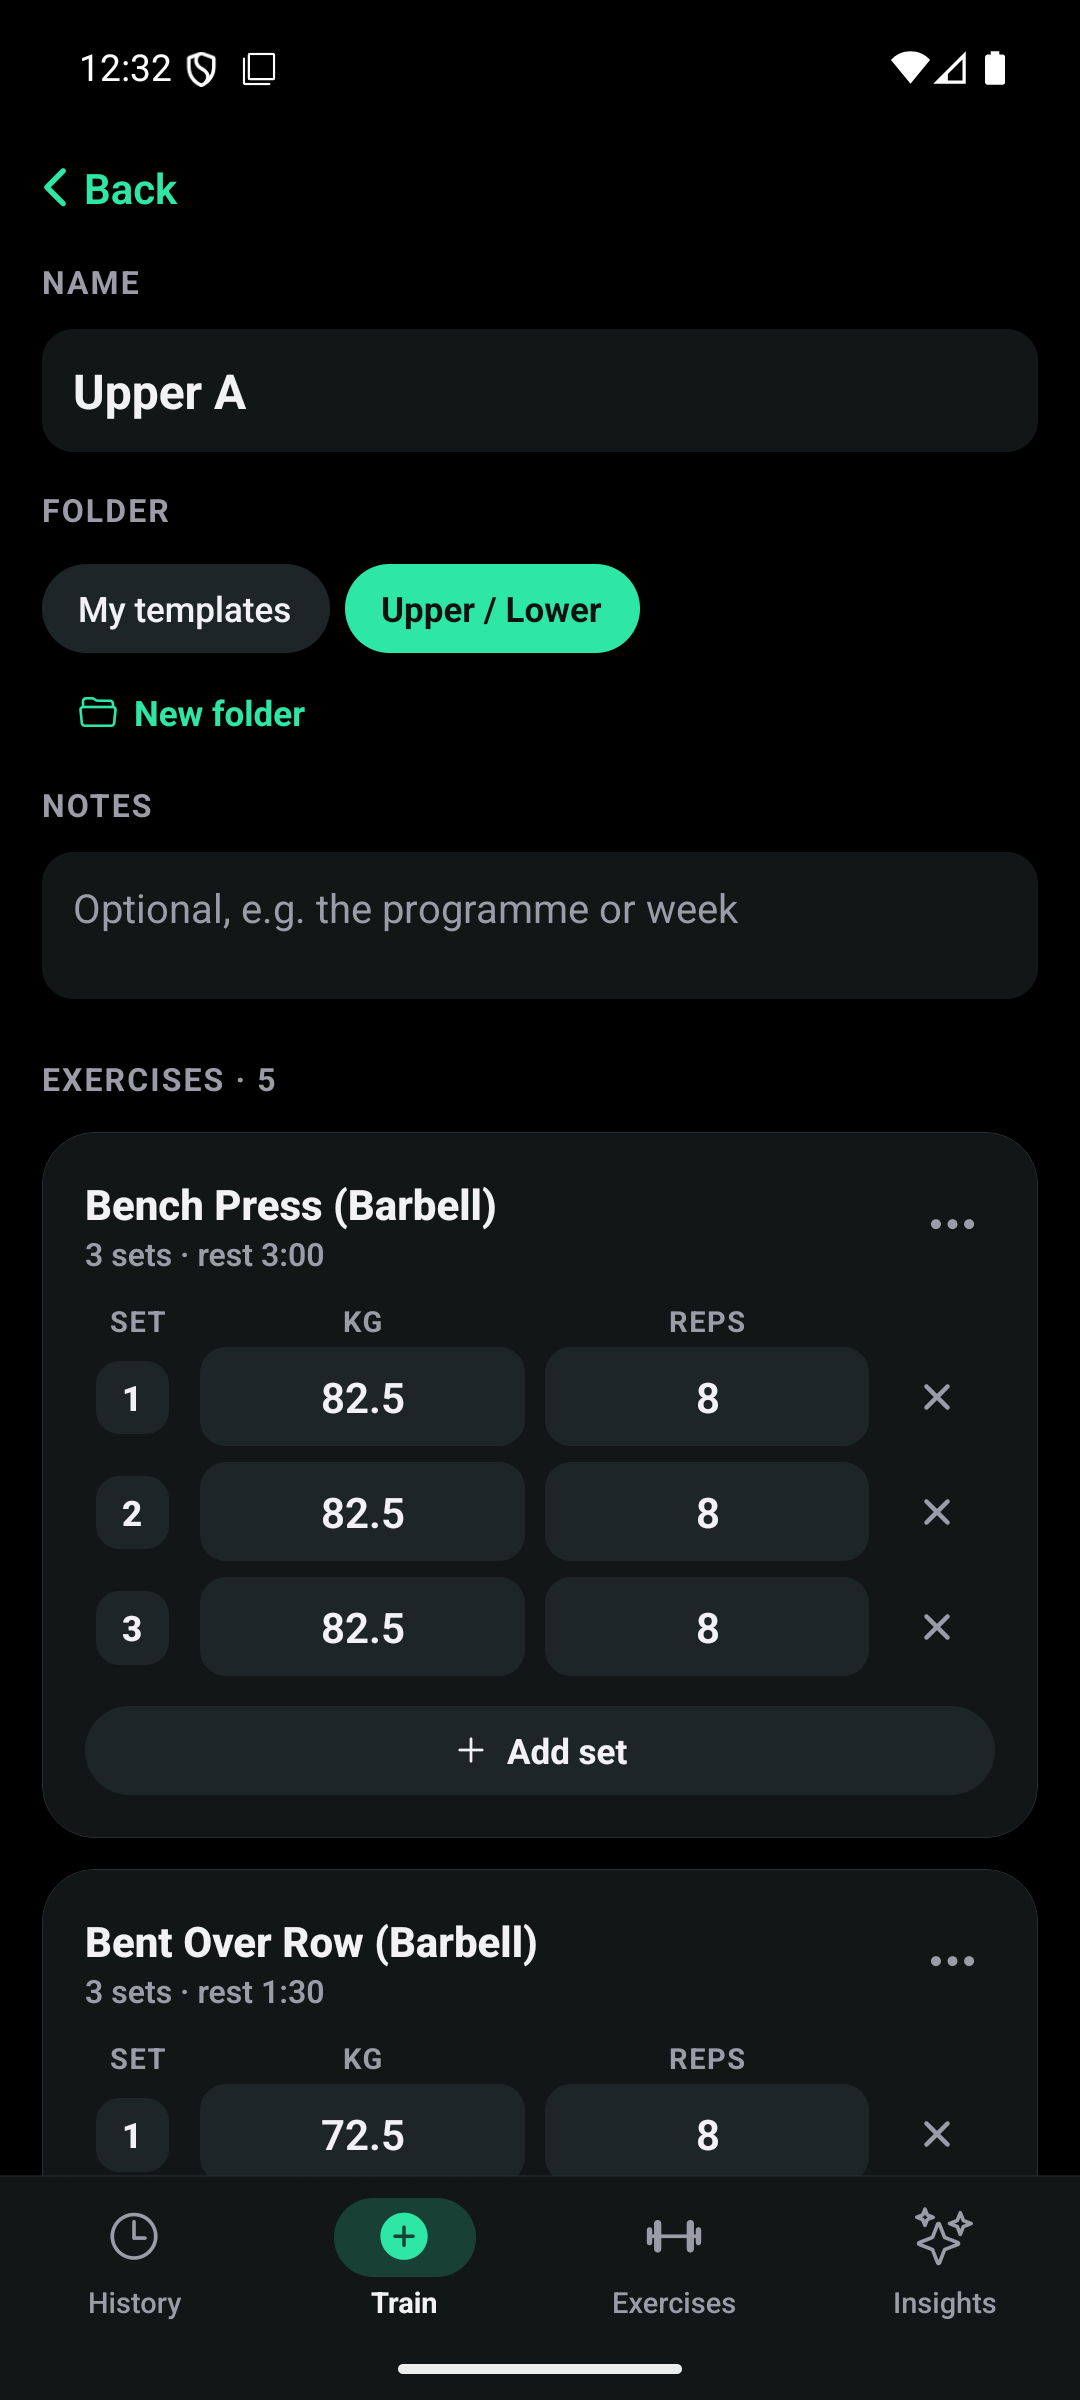 12:32
Back
NAME
Upper A
FOLDER
My templates
Upper / Lower
New folder
NOTES
Optional, e.g. the programme or week
EXERCISES · 5
Bench Press (Barbell)
3 sets · rest 3:00
SET KG REPS
1 82.5 8
2 82.5 8
3 82.5 8
Add set
Bent Over Row (Barbell)
3 sets · rest 1:30
SET KG REPS
1 72.5 8
History Train Exercises Insights